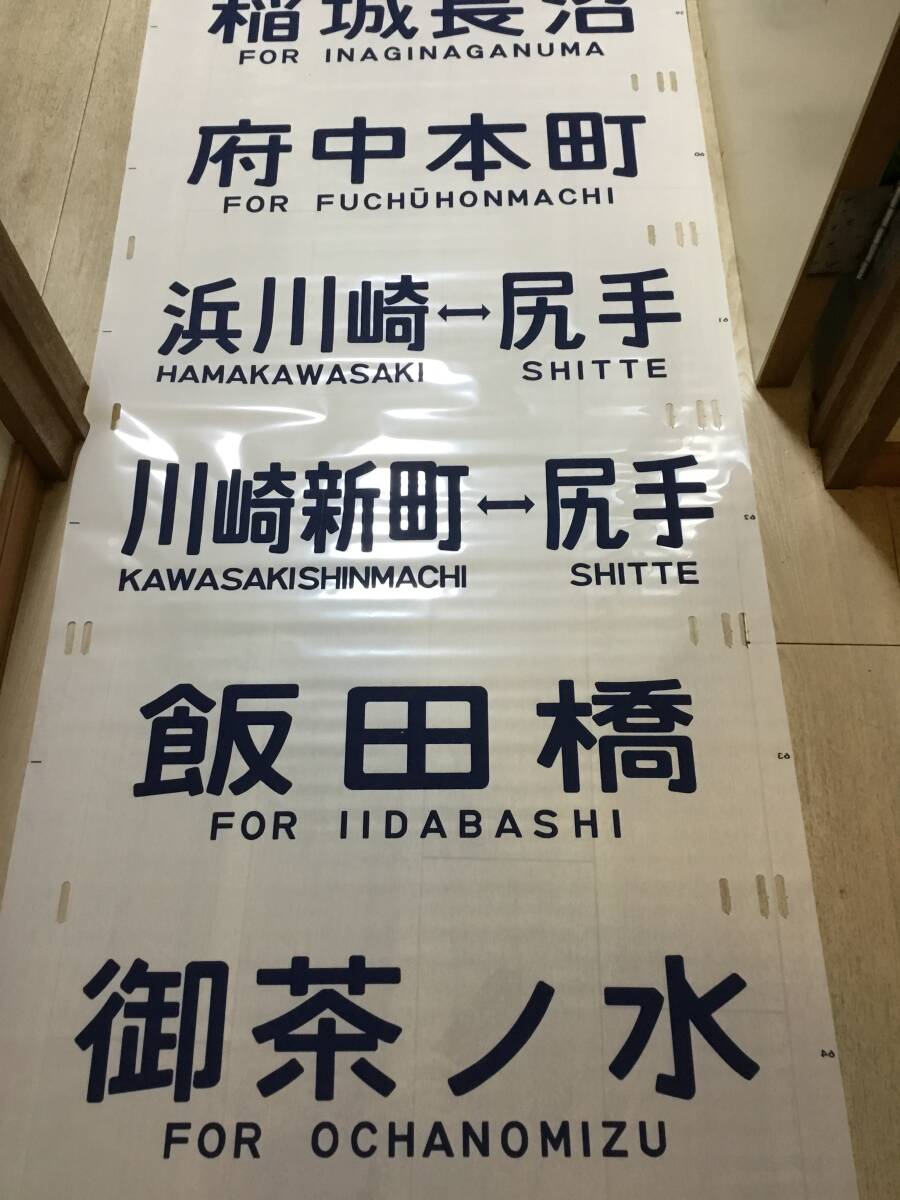 稲城長沼
FOR INAGINAGANUMA
府中本町
FOR FUCHŪHONMACHI
浜川崎↔尻手
HAMAKAWASAKI SHITTE
川崎新町↔尻手
KAWASAKISHINMACHI SHITTE
飯田橋
FOR IIDABASHI
御茶ノ水
FOR OCHANOMIZU